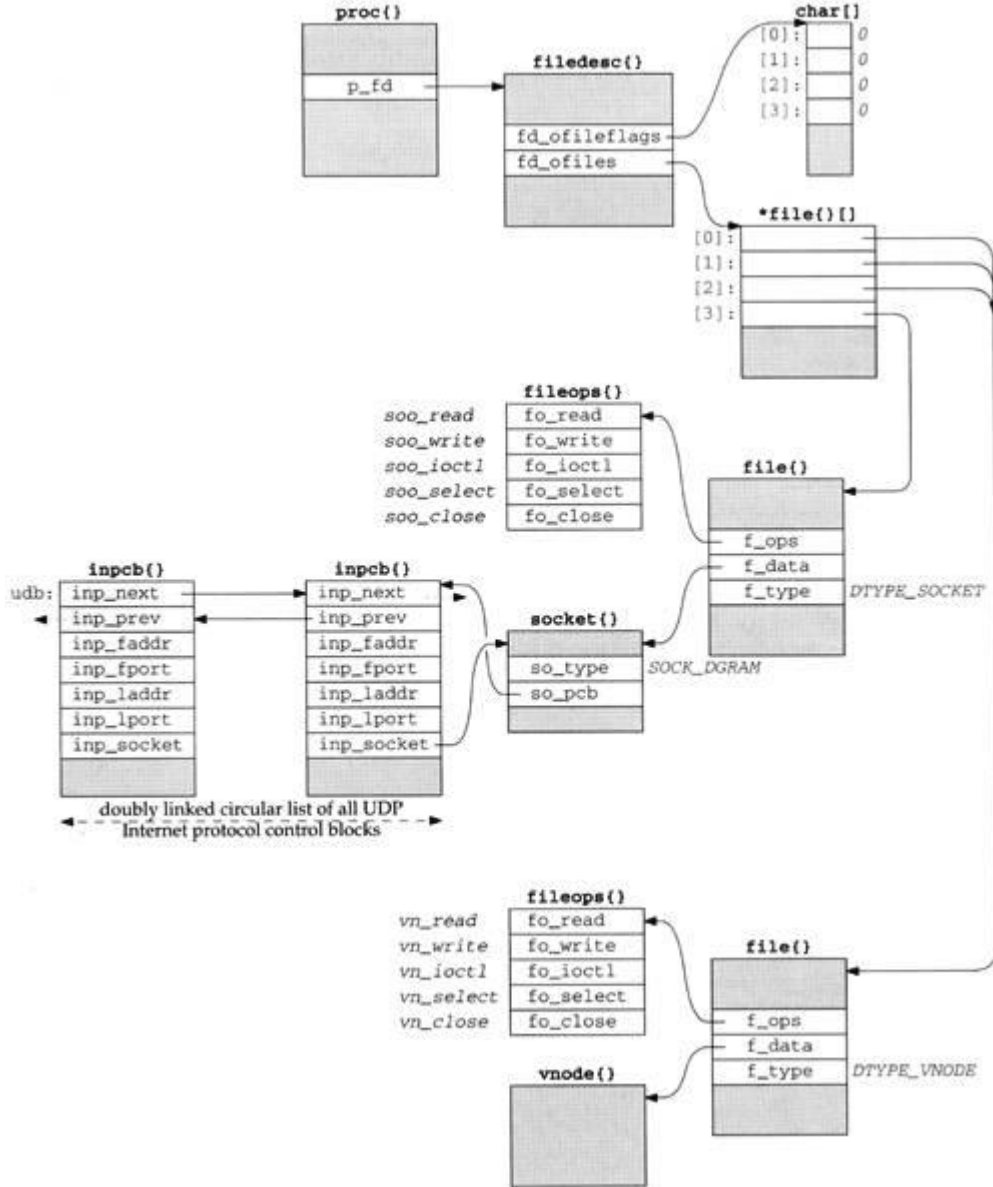 proc{}
p_fd
filedesc{}
fd_ofileflags
fd_ofiles
char[]
[0]: 0
[1]: 0
[2]: 0
[3]: 0
*file{}[]
[0]:
[1]:
[2]:
[3]:
fileops{}
soo_read fo_read
soo_write fo_write
soo_ioctl fo_ioctl
soo_select fo_select
soo_close fo_close
file{}
f_ops
f_data
f_type DTYPE_SOCKET
inpcb{}
udb: inp_next
inp_prev
inp_faddr
inp_fport
inp_laddr
inp_lport
inp_socket
inpcb{}
inp_next
inp_prev
inp_faddr
inp_fport
inp_laddr
inp_lport
inp_socket
socket{}
so_type SOCK_DGRAM
so_pcb
doubly linked circular list of all UDP
Internet protocol control blocks
fileops{}
vn_read fo_read
vn_write fo_write
vn_ioctl fo_ioctl
vn_select fo_select
vn_close fo_close
file{}
f_ops
f_data
f_type DTYPE_VNODE
vnode{}